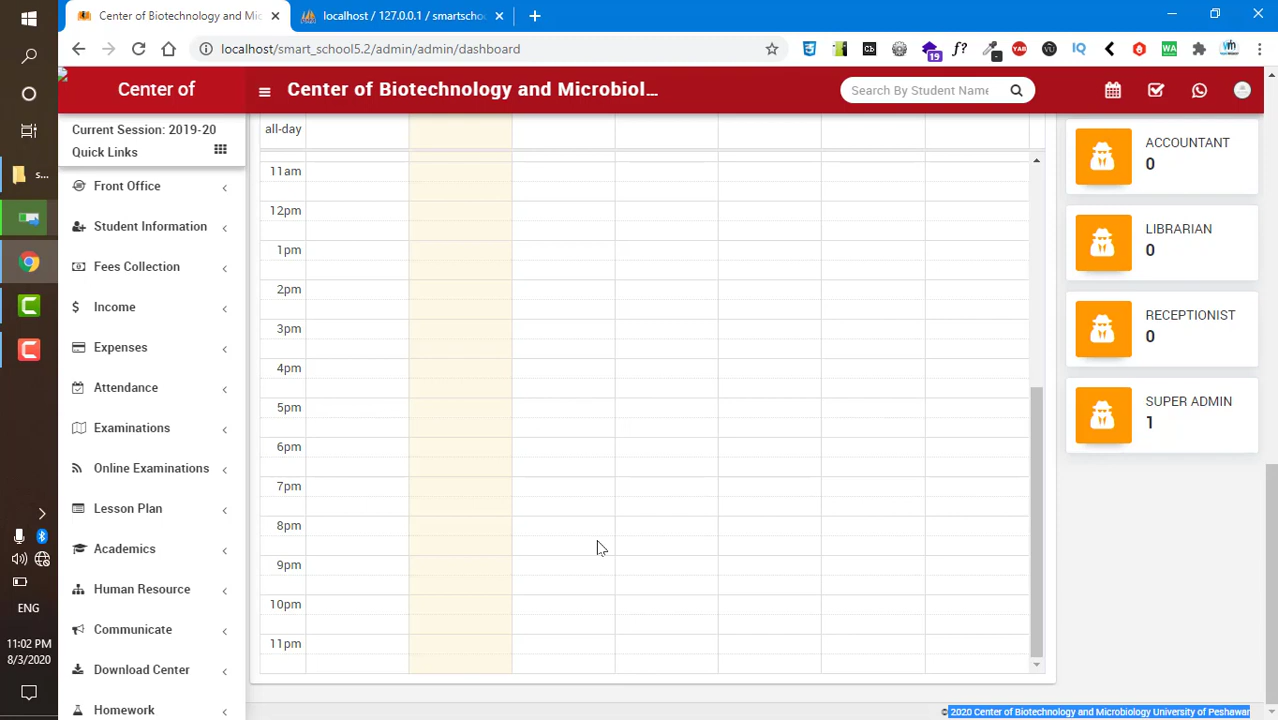 Center of Biotechnology and Mic
localhost / 127.0.0.1 / smartscho
localhost/smart_school5.2/admin/admin/dashboard
19
Center of
Center of Biotechnology and Microbiol...
Search By Student Name
Current Session: 2019-20
Quick Links
Front Office
Student Information
Fees Collection
Income
Expenses
Attendance
Examinations
Online Examinations
Lesson Plan
Academics
Human Resource
Communicate
Download Center
Homework
all-day
11am
12pm
1pm
2pm
3pm
4pm
5pm
6pm
7pm
8pm
9pm
10pm
11pm
ACCOUNTANT
0
LIBRARIAN
0
RECEPTIONIST
0
SUPER ADMIN
1
s...
ENG
11:02 PM
8/3/2020
© 2020 Center of Biotechnology and Microbiology University of Peshawar